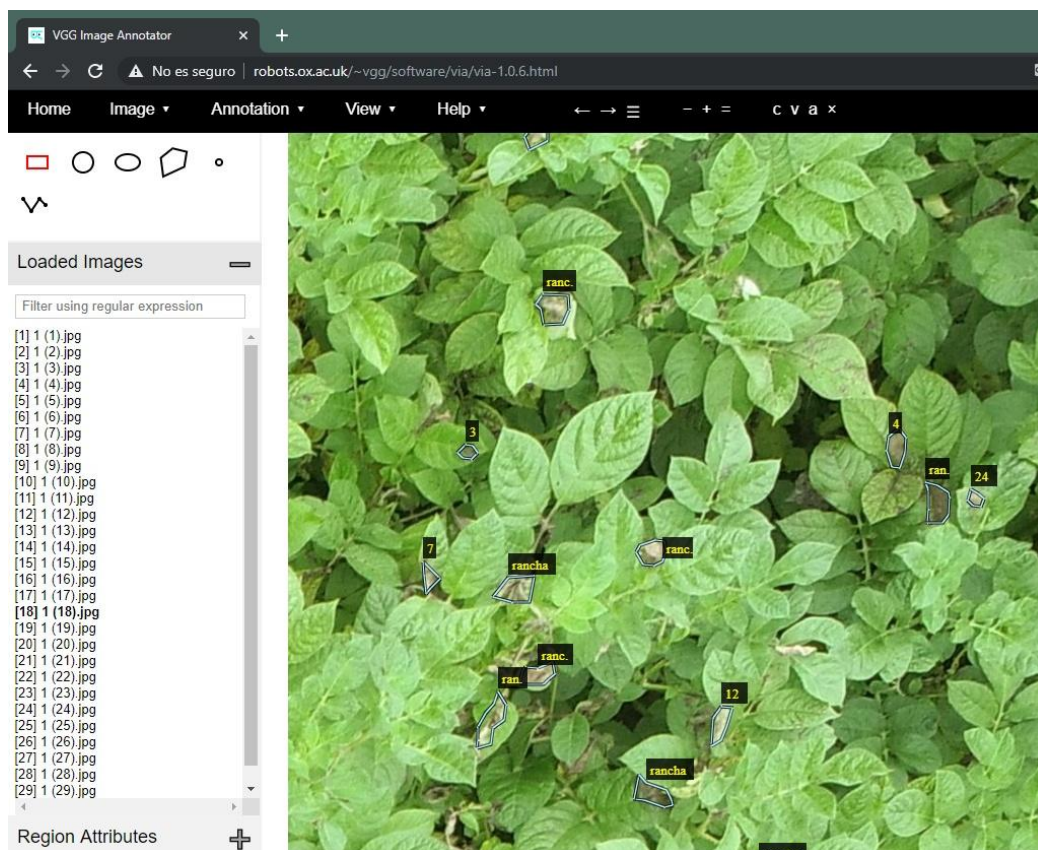 VGG Image Annotator × +
No es seguro | robots.ox.ac.uk/~vgg/software/via/via-1.0.6.html
Home Image ▾ Annotation ▾ View ▾ Help ▾ ← → ☰ − + = c v a ×
Loaded Images
Filter using regular expression
[1] 1 (1).jpg
[2] 1 (2).jpg
[3] 1 (3).jpg
[4] 1 (4).jpg
[5] 1 (5).jpg
[6] 1 (6).jpg
[7] 1 (7).jpg
[8] 1 (8).jpg
[9] 1 (9).jpg
[10] 1 (10).jpg
[11] 1 (11).jpg
[12] 1 (12).jpg
[13] 1 (13).jpg
[14] 1 (14).jpg
[15] 1 (15).jpg
[16] 1 (16).jpg
[17] 1 (17).jpg
[18] 1 (18).jpg
[19] 1 (19).jpg
[20] 1 (20).jpg
[21] 1 (21).jpg
[22] 1 (22).jpg
[23] 1 (23).jpg
[24] 1 (24).jpg
[25] 1 (25).jpg
[26] 1 (26).jpg
[27] 1 (27).jpg
[28] 1 (28).jpg
[29] 1 (29).jpg
Region Attributes
ranc.
3
4
ran.
24
7
rancha
ranc.
ranc.
ran.
12
rancha